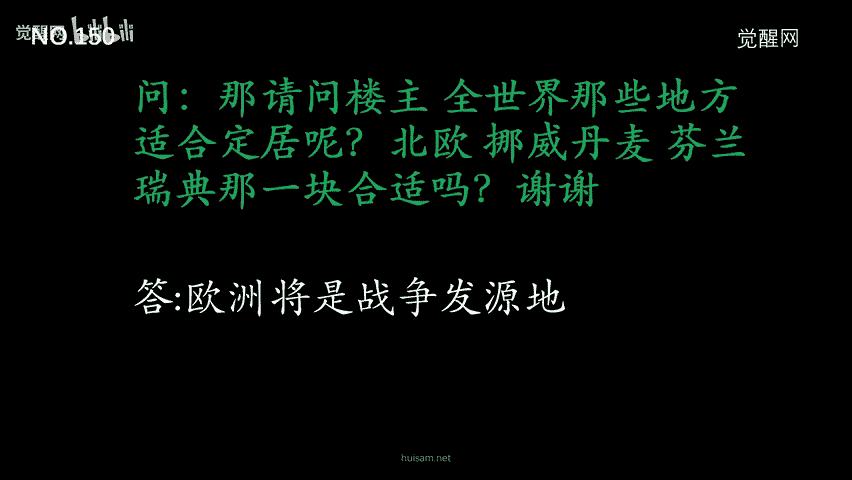 觉醒网 bilibili
NO.150
觉醒网
问：那请问楼主 全世界那些地方
适合定居呢？北欧 挪威丹麦 芬兰
瑞典那一块合适吗？谢谢
答:欧洲将是战争发源地
huisam.net